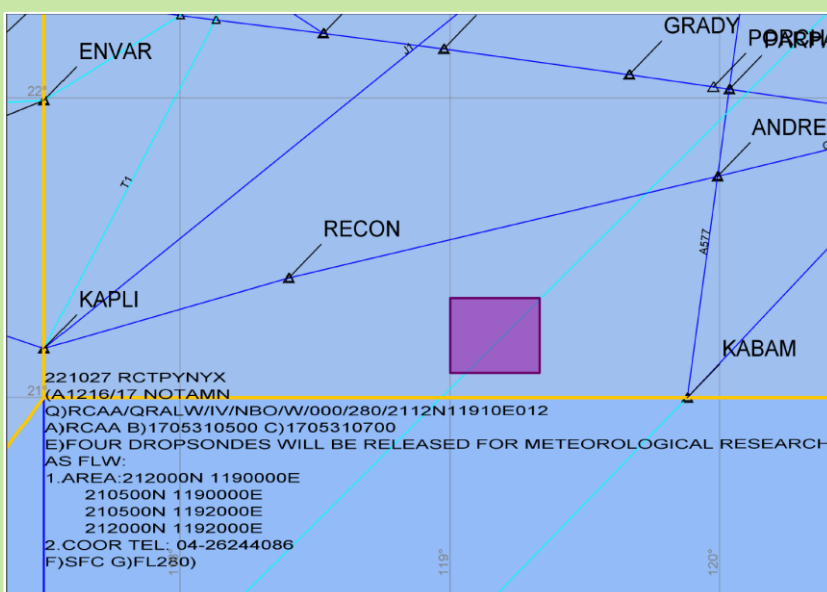 GRADY
ENVAR
J1
22°
ANDRE
T1
RECON
A577
KAPLI
KABAM
21°
221027 RCTPYNYX
(A1216/17 NOTAMN
Q)RCAA/QRALW/IV/NBO/W/000/280/2112N11910E012
A)RCAA B)1705310500 C)1705310700
E)FOUR DROPSONDES WILL BE RELEASED FOR METEOROLOGICAL RESEARCH
AS FLW:
1.AREA:212000N 1190000E
210500N 1190000E
210500N 1192000E
212000N 1192000E
2.COOR TEL: 04-26244086
F)SFC G)FL280)
119°
120°